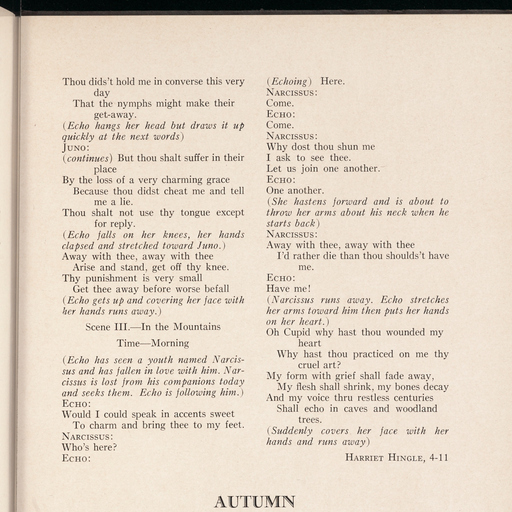 Thou dids't hold me in converse this very
day
That the nymphs might make their
get-away.
(Echo hangs her head but draws it up
quickly at the next words)
JUNO:
(continues) But thou shalt suffer in their
place
By the loss of a very charming grace
Because thou didst cheat me and tell
me a lie.
Thou shalt not use thy tongue except
for reply.
(Echo falls on her knees, her hands
clapsed and stretched toward Juno.)
Away with thee, away with thee
Arise and stand, get off thy knee.
Thy punishment is very small
Get thee away before worse befall
(Echo gets up and covering her face with
her hands runs away.)
Scene III.—In the Mountains
Time—Morning
(Echo has seen a youth named Narcis-
sus and has fallen in love with him. Nar-
cissus is lost from his companions today
and seeks them. Echo is following him.)
ECHO:
Would I could speak in accents sweet
To charm and bring thee to my feet.
NARCISSUS:
Who's here?
ECHO:
(Echoing) Here.
NARCISSUS:
Come.
ECHO:
Come.
NARCISSUS:
Why dost thou shun me
I ask to see thee.
Let us join one another.
ECHO:
One another.
(She hastens forward and is about to
throw her arms about his neck when he
starts back)
NARCISSUS:
Away with thee, away with thee
I'd rather die than thou shoulds't have
me.
ECHO:
Have me!
(Narcissus runs away. Echo stretches
her arms toward him then puts her hands
on her heart.)
Oh Cupid why hast thou wounded my
heart
Why hast thou practiced on me thy
cruel art?
My form with grief shall fade away,
My flesh shall shrink, my bones decay
And my voice thru restless centuries
Shall echo in caves and woodland
trees.
(Suddenly covers her face with her
hands and runs away)
HARRIET HINGLE, 4-11
AUTUMN